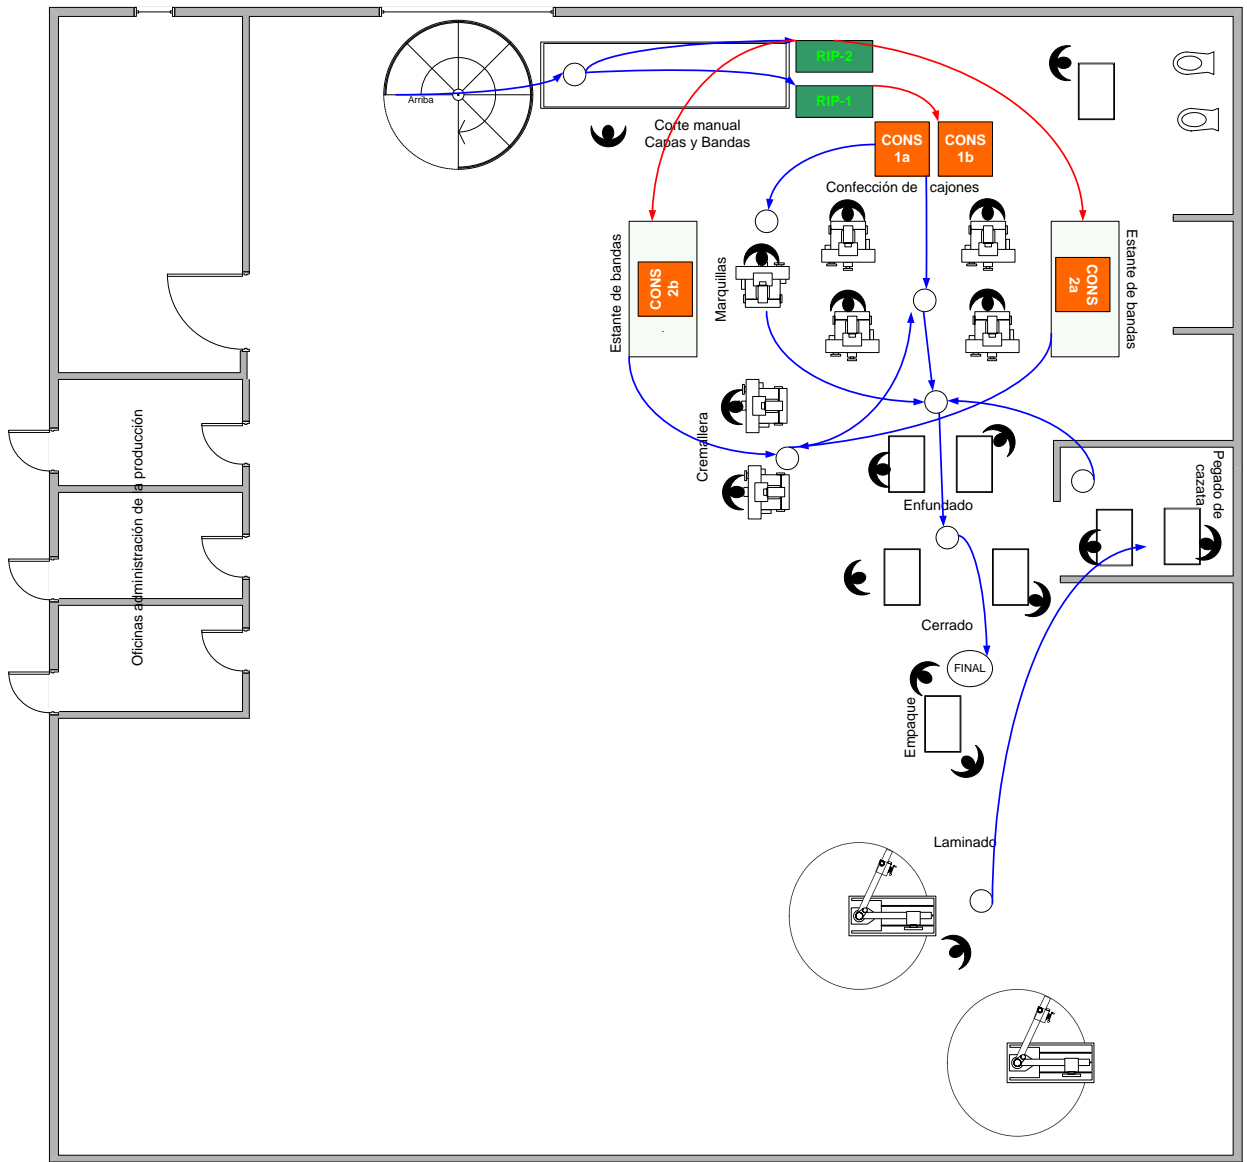 Arriba
RIP-2
RIP-1
Corte manual
Capas y Bandas
CONS
1a
CONS
1b
Confección de cajones
Estante de bandas
CONS
2b
Marquillas
CONS
2a
Estante de bandas
Cremallera
Oficinas administración de la producción
Enfundado
Pegado de
cazata
Cerrado
FINAL
Empaque
Laminado